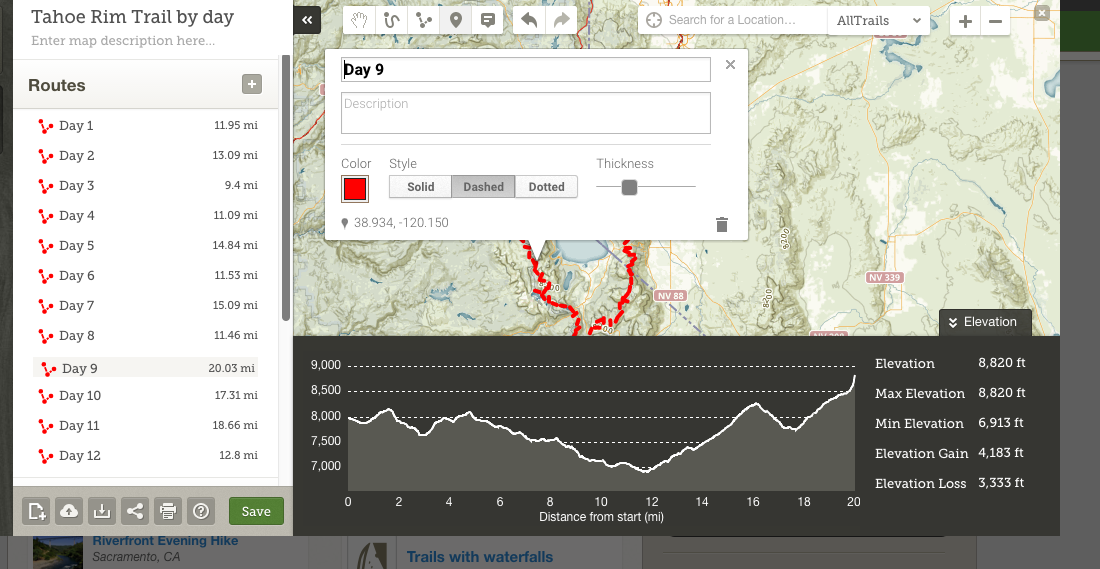 Tahoe Rim Trail by day
Enter map description here...
Routes
Day 1 11.95 mi
Day 2 13.09 mi
Day 3 9.4 mi
Day 4 11.09 mi
Day 5 14.84 mi
Day 6 11.53 mi
Day 7 15.09 mi
Day 8 11.46 mi
Day 9 20.03 mi
Day 10 17.31 mi
Day 11 18.66 mi
Day 12 12.8 mi
Save
Search for a Location...
AllTrails
Day 9
Description
Color Style Thickness
Solid Dashed Dotted
38.934, -120.150
8200
NV 339
NV 88
8200
Elevation
9,000
8,500
8,000
7,500
7,000
0 2 4 6 8 10 12 14 16 18 20
Distance from start (mi)
Elevation 8,820 ft
Max Elevation 8,820 ft
Min Elevation 6,913 ft
Elevation Gain 4,183 ft
Elevation Loss 3,333 ft
Riverfront Evening Hike
Sacramento, CA
Trails with waterfalls